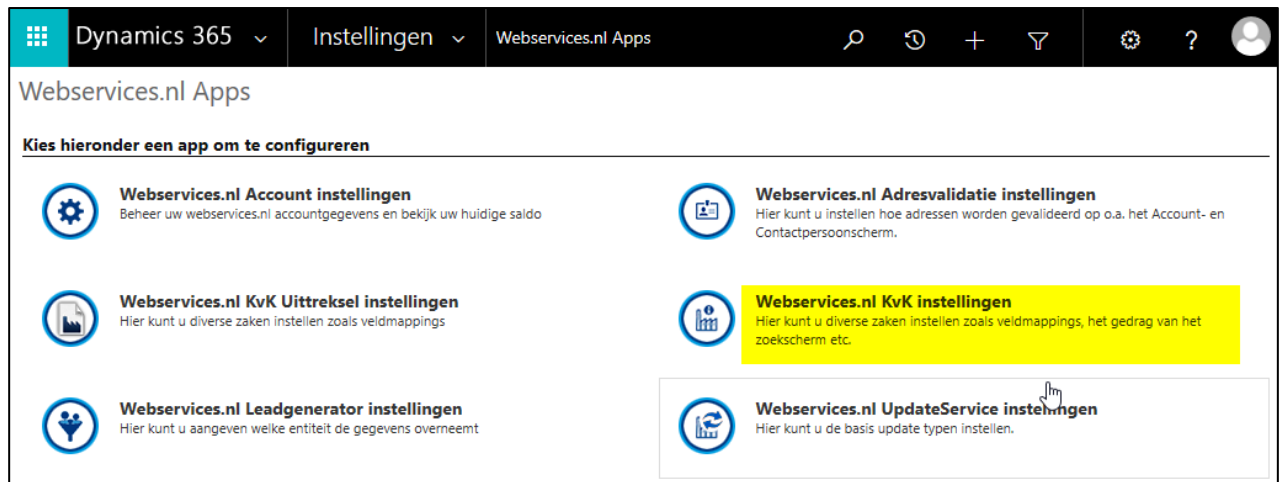 Dynamics 365
Instellingen
Webservices.nl Apps
?
Webservices.nl Apps
Kies hieronder een app om te configureren
Webservices.nl Account instellingen
Beheer uw webservices.nl accountgegevens en bekijk uw huidige saldo
Webservices.nl Adresvalidatie instellingen
Hier kunt u instellen hoe adressen worden gevalideerd op o.a. het Account- en
Contactpersoonscherm.
Webservices.nl KvK Uittreksel instellingen
Hier kunt u diverse zaken instellen zoals veldmappings
Webservices.nl KvK instellingen
Hier kunt u diverse zaken instellen zoals veldmappings, het gedrag van het
zoekscherm etc.
Webservices.nl Leadgenerator instellingen
Hier kunt u aangeven welke entiteit de gegevens overneemt
Webservices.nl UpdateService instellingen
Hier kunt u de basis update typen instellen.